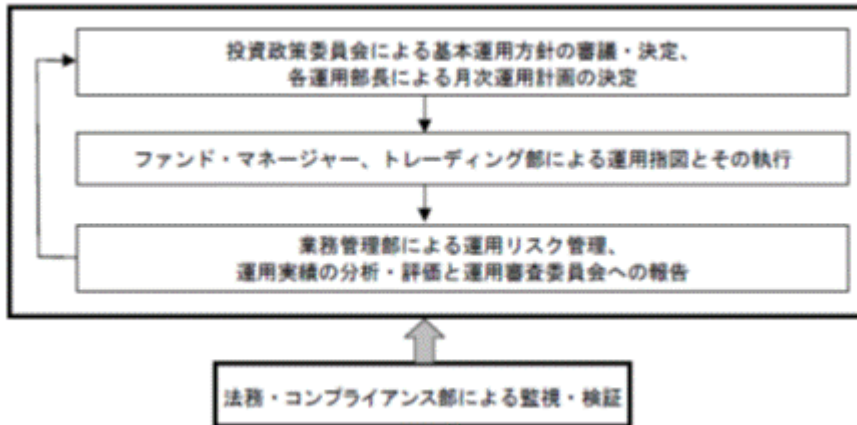 投資政策委員会による基本運用方針の審議・決定、
各運用部長による月次運用計画の決定
ファンド・マネージャー、トレーディング部による運用指図とその執行
業務管理部による運用リスク管理、
運用実績の分析・評価と運用審査委員会への報告
法務・コンプライアンス部による監視・検証